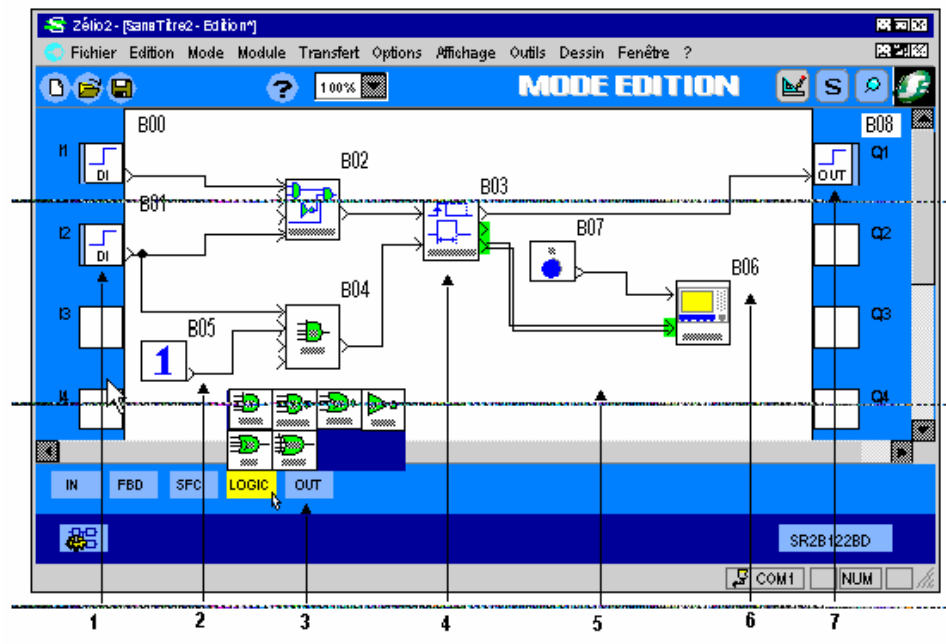 Zélio2 - [SansTitre2 - Edition*]
Fichier Edition Mode Module Transfert Options Affichage Outils Dessin Fenêtre ?
100% MODE EDITION S
B00 B08
I1 DI B02 OUT Q1
B01 B03
I2 DI B07 Q2
B04 B06
I3 B05 Q3
1
I4 Q4
IN FBD SFC LOGIC OUT
SR2B122BD
COM1 NUM
1 2 3 4 5 6 7